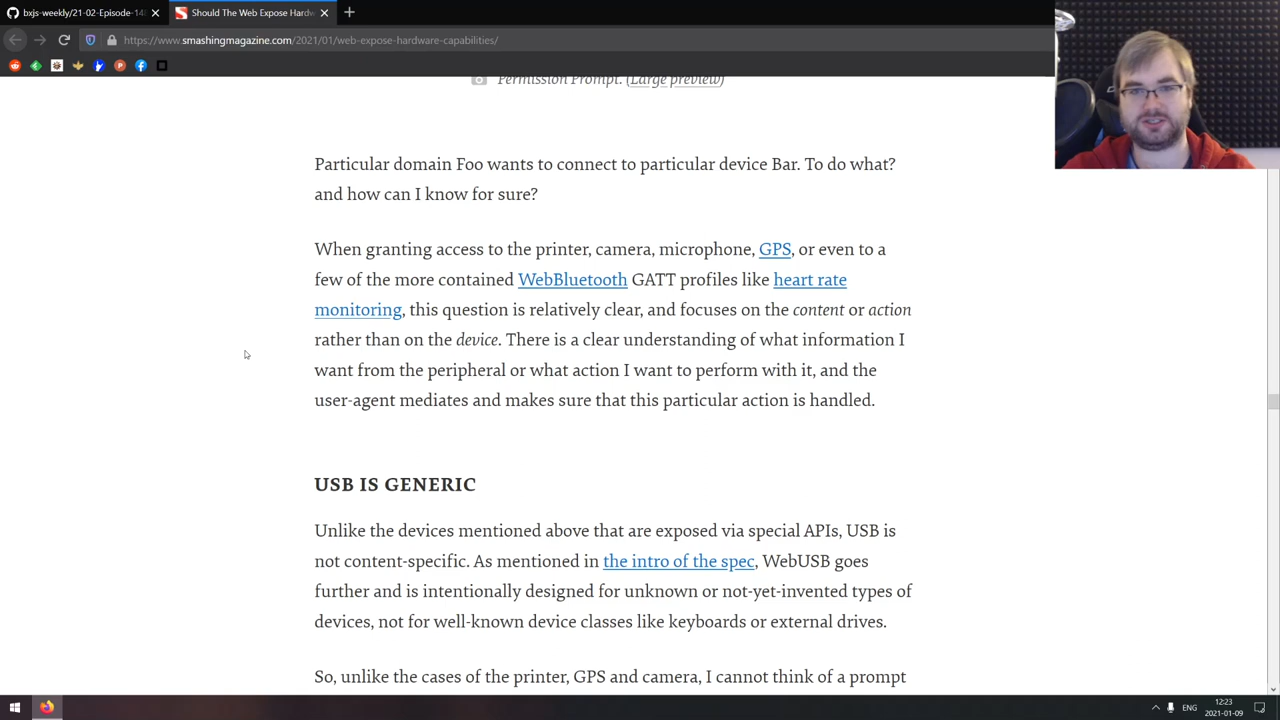 bxjs-weekly/21-02-Episode-14
Should The Web Expose Hardw
https://www.smashingmagazine.com/2021/01/web-expose-hardware-capabilities/
Permission Prompt. (Large preview)
Particular domain Foo wants to connect to particular device Bar. To do what?
and how can I know for sure?
When granting access to the printer, camera, microphone, GPS, or even to a
few of the more contained WebBluetooth GATT profiles like heart rate
monitoring, this question is relatively clear, and focuses on the content or action
rather than on the device. There is a clear understanding of what information I
want from the peripheral or what action I want to perform with it, and the
user-agent mediates and makes sure that this particular action is handled.
USB IS GENERIC
Unlike the devices mentioned above that are exposed via special APIs, USB is
not content-specific. As mentioned in the intro of the spec, WebUSB goes
further and is intentionally designed for unknown or not-yet-invented types of
devices, not for well-known device classes like keyboards or external drives.
So, unlike the cases of the printer, GPS and camera, I cannot think of a prompt
ENG
12:23
2021-01-09